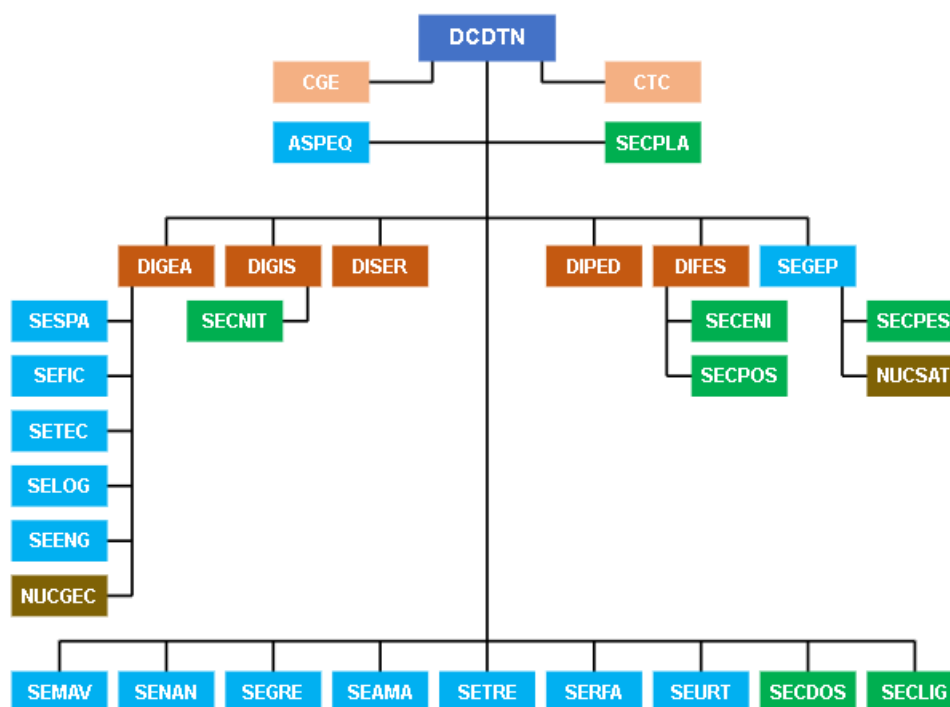 DCDTN
CGE
CTC
ASPEQ
SECPLA
DIGEA
DIGIS
DISER
DIPED
DIFES
SEGEP
SESPA
SECNIT
SECENI
SECPES
SEFIC
SECPOS
NUCSAT
SETEC
SELOG
SEENG
NUCGEC
SEMAV
SENAN
SEGRE
SEAMA
SETRE
SERFA
SEURT
SECDOS
SECLIG